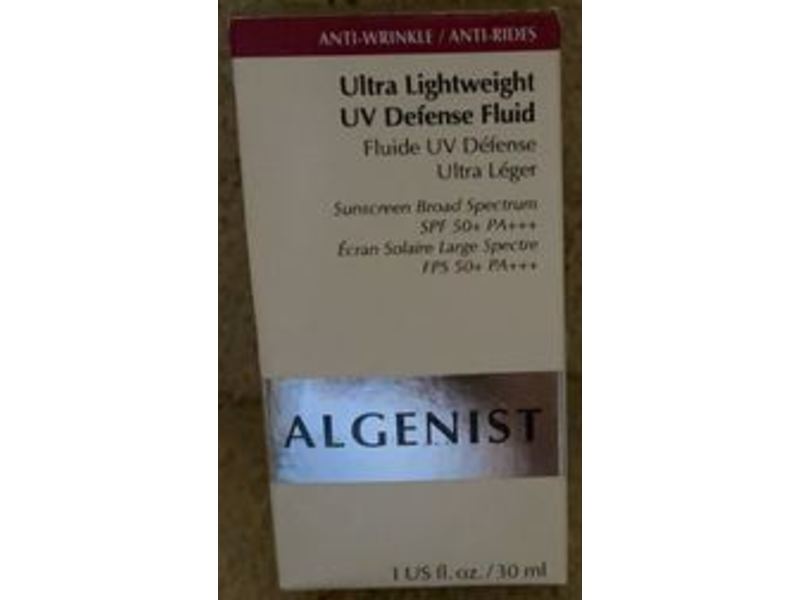 ANTI-WRINKLE / ANTI-RIDES
Ultra Lightweight
UV Defense Fluid
Fluide UV Défense
Ultra Léger
Sunscreen Broad Spectrum
SPF 50+ PA+++
Écran Solaire Large Spectre
FPS 50+ PA+++
ALGENIST
1 US fl. oz. / 30 ml